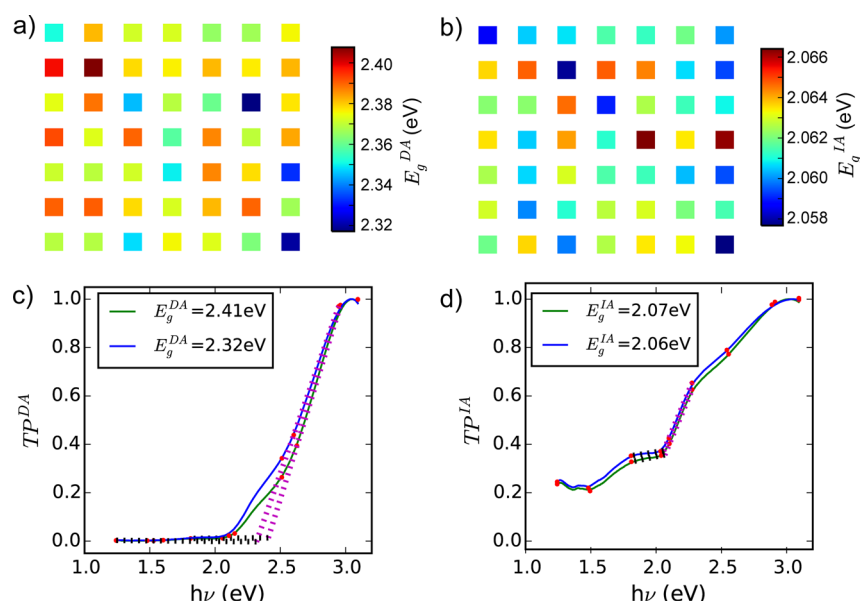 a)
2.40
2.38
2.36
2.34
2.32
E_g^DA (eV)
b)
2.066
2.064
2.062
2.060
2.058
E_g^IA (eV)
c)
E_g^DA=2.41eV
E_g^DA=2.32eV
1.0
0.8
0.6
0.4
0.2
0.0
TP^DA
1.0 1.5 2.0 2.5 3.0
hν (eV)
d)
E_g^IA=2.07eV
E_g^IA=2.06eV
1.0
0.8
0.6
0.4
0.2
0.0
TP^IA
1.0 1.5 2.0 2.5 3.0
hν (eV)